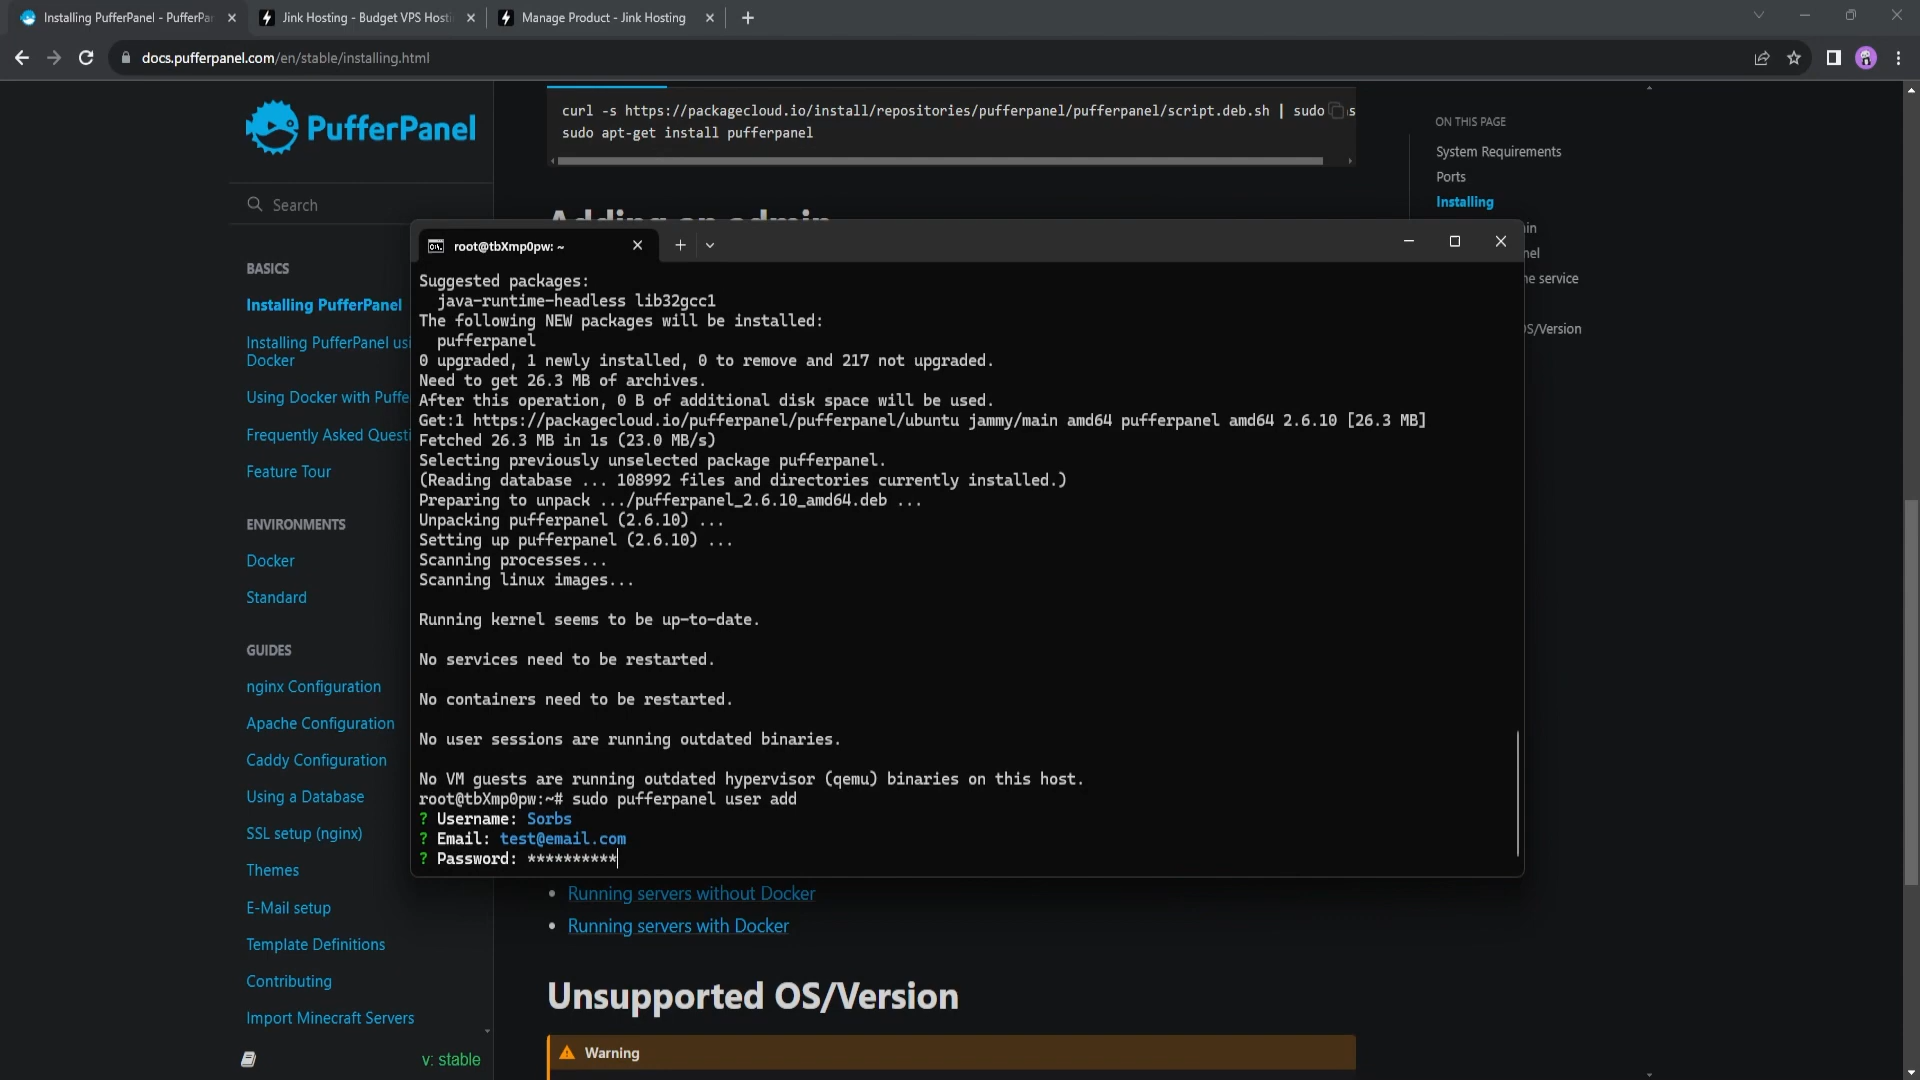 Installing PufferPanel - PufferPa
Jink Hosting - Budget VPS Hosti
Manage Product - Jink Hosting
docs.pufferpanel.com/en/stable/installing.html
PufferPanel
Search
BASICS
Installing PufferPanel
Installing PufferPanel usi
Docker
Using Docker with Puffe
Frequently Asked Questi
Feature Tour
ENVIRONMENTS
Docker
Standard
GUIDES
nginx Configuration
Apache Configuration
Caddy Configuration
Using a Database
SSL setup (nginx)
Themes
E-Mail setup
Template Definitions
Contributing
Import Minecraft Servers
v: stable
curl -s https://packagecloud.io/install/repositories/pufferpanel/pufferpanel/script.deb.sh | sudo s
sudo apt-get install pufferpanel
Adding an admin
root@tbXmp0pw: ~
Suggested packages:
java-runtime-headless lib32gcc1
The following NEW packages will be installed:
pufferpanel
0 upgraded, 1 newly installed, 0 to remove and 217 not upgraded.
Need to get 26.3 MB of archives.
After this operation, 0 B of additional disk space will be used.
Get:1 https://packagecloud.io/pufferpanel/pufferpanel/ubuntu jammy/main amd64 pufferpanel amd64 2.6.10 [26.3 MB]
Fetched 26.3 MB in 1s (23.0 MB/s)
Selecting previously unselected package pufferpanel.
(Reading database ... 108992 files and directories currently installed.)
Preparing to unpack .../pufferpanel_2.6.10_amd64.deb ...
Unpacking pufferpanel (2.6.10) ...
Setting up pufferpanel (2.6.10) ...
Scanning processes...
Scanning linux images...
Running kernel seems to be up-to-date.
No services need to be restarted.
No containers need to be restarted.
No user sessions are running outdated binaries.
No VM guests are running outdated hypervisor (qemu) binaries on this host.
root@tbXmp0pw:~# sudo pufferpanel user add
? Username: Sorbs
? Email: test@email.com
? Password: **********
Running servers without Docker
Running servers with Docker
Unsupported OS/Version
Warning
ON THIS PAGE
System Requirements
Ports
Installing
in
nel
he service
OS/Version